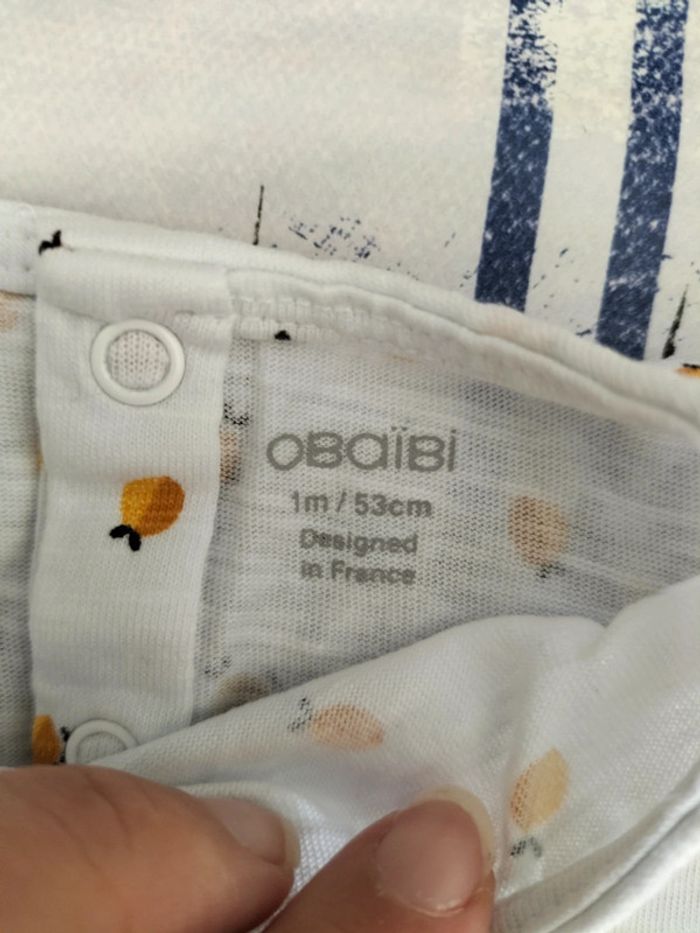 OBAÏBI
1m / 53cm
Designed
in France